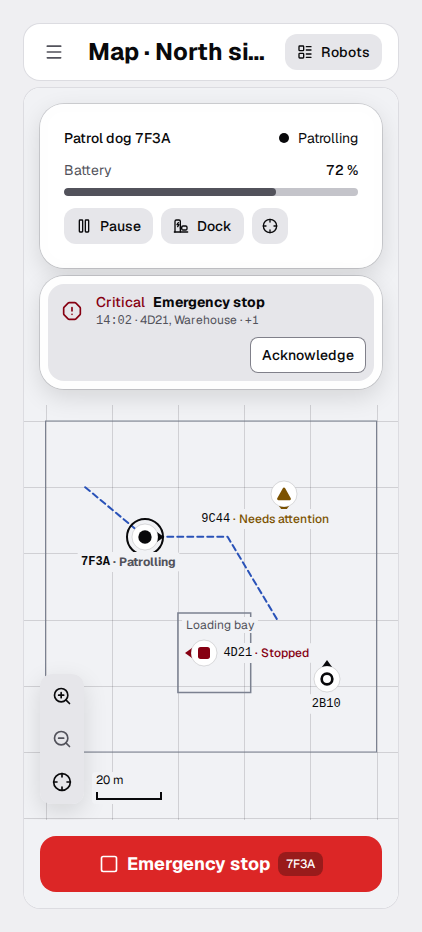 Map · North si...
Robots
Patrol dog 7F3A
Patrolling
Battery
72 %
Pause
Dock
Critical Emergency stop
14:02 · 4D21, Warehouse · +1
Acknowledge
9C44 · Needs attention
7F3A · Patrolling
Loading bay
4D21 · Stopped
2B10
20 m
Emergency stop 7F3A